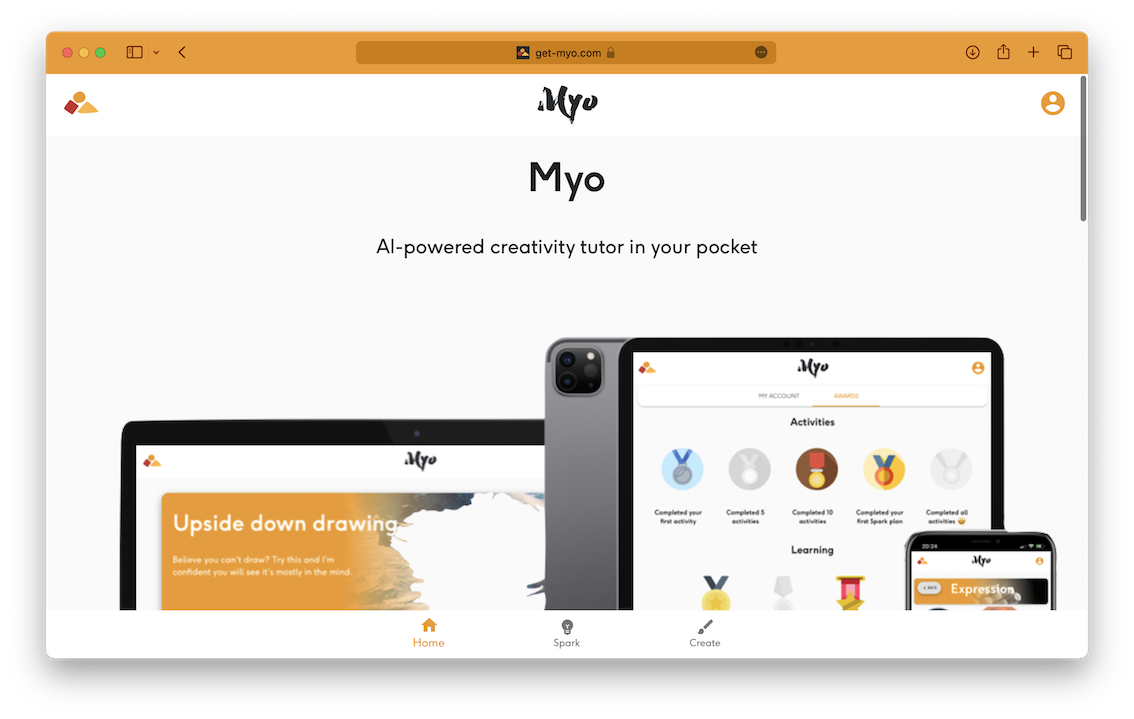 get-myo.com
Myo
Myo
AI-powered creativity tutor in your pocket
Myo
MY ACCOUNT
AWARDS
Activities
Completed your
first activity
Completed 5
activities
Completed 10
activities
Completed your
first Spark plan
Completed all
activities 🤩
Learning
Myo
Upside down drawing
Believe you can't draw? Try this and I'm
confident you will see it's mostly in the mind.
20:24
Myo
< BACK
Expression
Home
Spark
Create